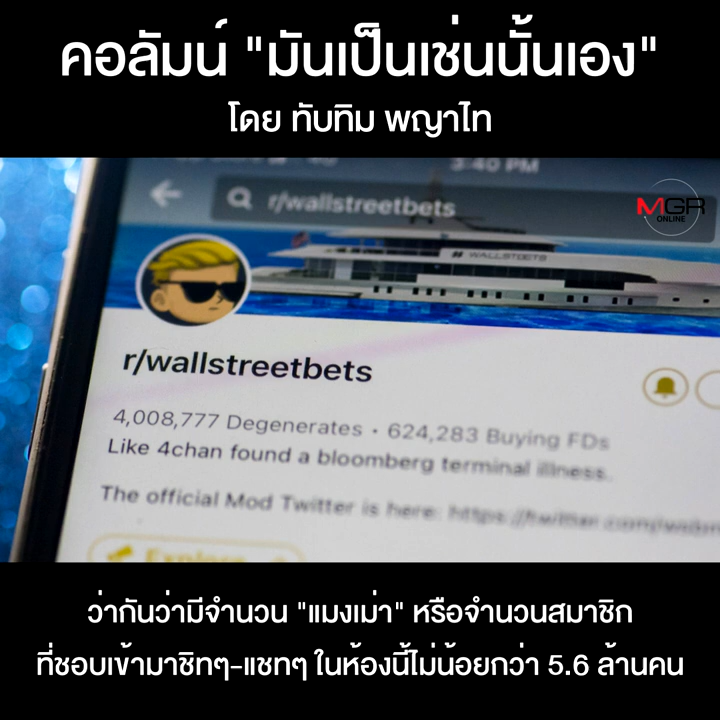 คอลัมน์ "มันเป็นเช่นนั้นเอง"
โดย ทับทิม พญาไท
3:40 PM
r/wallstreetbets
MGR
ONLINE
WALLSTBETS
r/wallstreetbets
4,008,777 Degenerates • 624,283 Buying FDs
Like 4chan found a bloomberg terminal illness.
The official Mod Twitter is here: https://twitter.com/
Explore
ว่ากันว่ามีจำนวน "แมงเม่า" หรือจำนวนสมาชิก
ที่ชอบเข้ามาชิทๆ-แชทๆ ในห้องนี้ไม่น้อยกว่า 5.6 ล้านคน